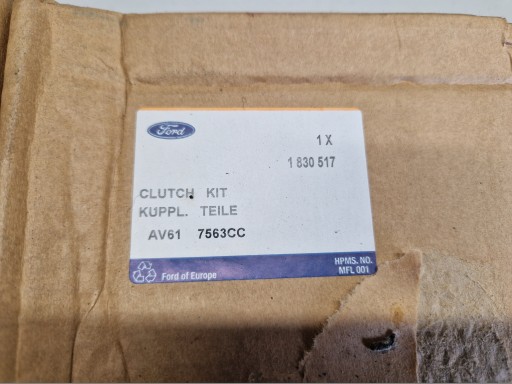 Ford
1 X
1 830 517
CLUTCH KIT
KUPPL. TEILE
AV61 7563CC
HPMS. NO.
MFL 001
Ford of Europe